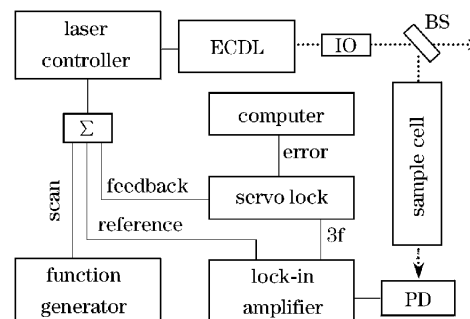 laser
controller
ECDL
IO
BS
Σ
computer
error
sample cell
scan
feedback
servo lock
reference
3f
function
generator
lock-in
amplifier
PD